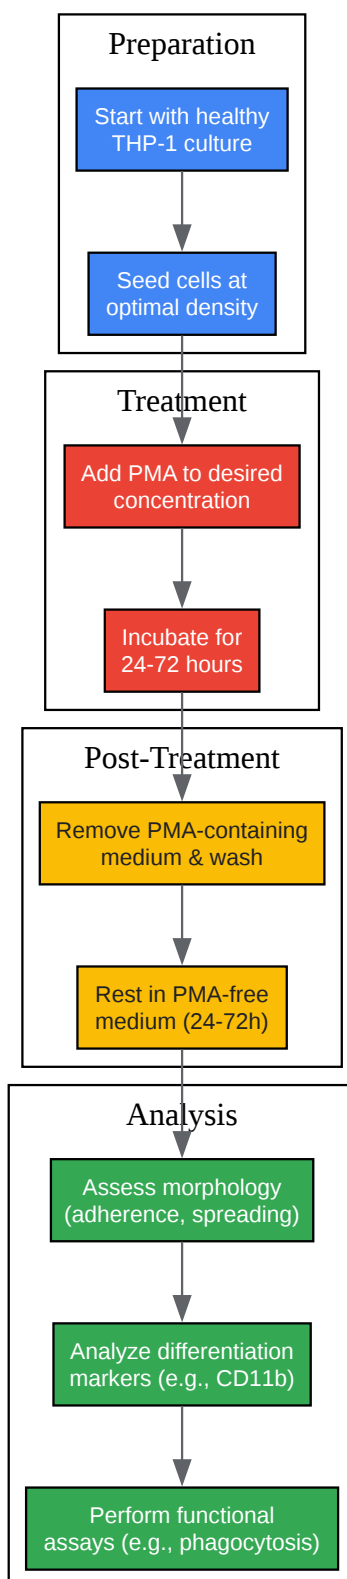 Preparation
Start with healthy
THP-1 culture
Seed cells at
optimal density
Treatment
Add PMA to desired
concentration
Incubate for
24-72 hours
Post-Treatment
Remove PMA-containing
medium & wash
Rest in PMA-free
medium (24-72h)
Analysis
Assess morphology
(adherence, spreading)
Analyze differentiation
markers (e.g., CD11b)
Perform functional
assays (e.g., phagocytosis)